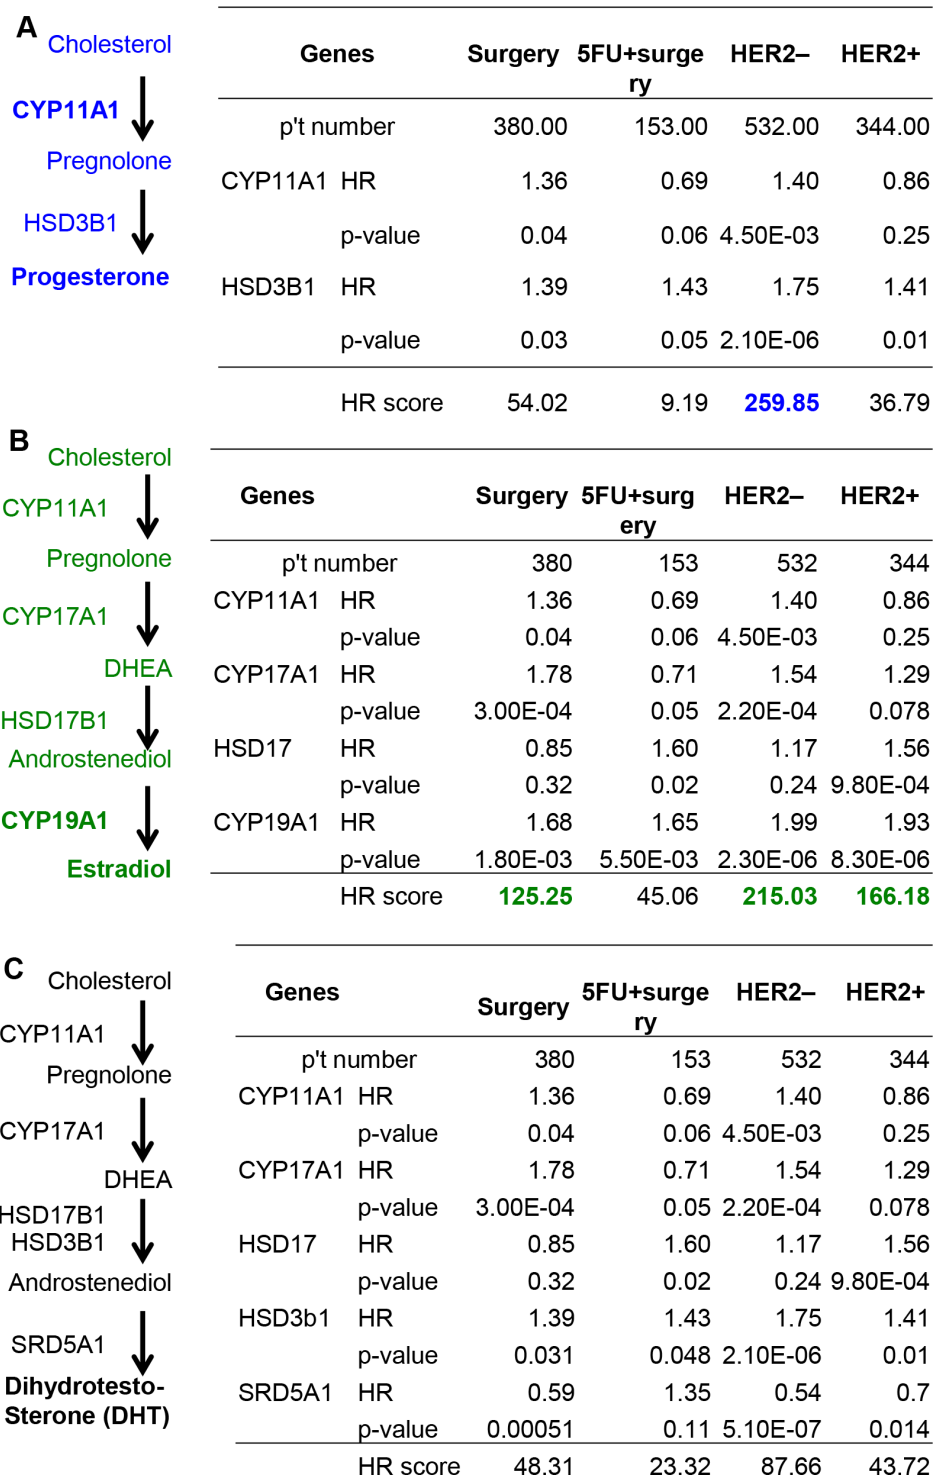 A
Cholesterol
CYP11A1
Pregnolone
HSD3B1
Progesterone
Genes Surgery 5FU+surge HER2– HER2+
ry
p't number 380.00 153.00 532.00 344.00
CYP11A1 HR 1.36 0.69 1.40 0.86
p-value 0.04 0.06 4.50E-03 0.25
HSD3B1 HR 1.39 1.43 1.75 1.41
p-value 0.03 0.05 2.10E-06 0.01
HR score 54.02 9.19 259.85 36.79
B
Cholesterol
CYP11A1
Pregnolone
CYP17A1
DHEA
HSD17B1
Androstenediol
CYP19A1
Estradiol
Genes Surgery 5FU+surg HER2– HER2+
ery
p't number 380 153 532 344
CYP11A1 HR 1.36 0.69 1.40 0.86
p-value 0.04 0.06 4.50E-03 0.25
CYP17A1 HR 1.78 0.71 1.54 1.29
p-value 3.00E-04 0.05 2.20E-04 0.078
HSD17 HR 0.85 1.60 1.17 1.56
p-value 0.32 0.02 0.24 9.80E-04
CYP19A1 HR 1.68 1.65 1.99 1.93
p-value 1.80E-03 5.50E-03 2.30E-06 8.30E-06
HR score 125.25 45.06 215.03 166.18
C
Cholesterol
CYP11A1
Pregnolone
CYP17A1
DHEA
HSD17B1
HSD3B1
Androstenediol
SRD5A1
Dihydrotesto-
Sterone (DHT)
Genes Surgery 5FU+surge HER2– HER2+
ry
p't number 380 153 532 344
CYP11A1 HR 1.36 0.69 1.40 0.86
p-value 0.04 0.06 4.50E-03 0.25
CYP17A1 HR 1.78 0.71 1.54 1.29
p-value 3.00E-04 0.05 2.20E-04 0.078
HSD17 HR 0.85 1.60 1.17 1.56
p-value 0.32 0.02 0.24 9.80E-04
HSD3b1 HR 1.39 1.43 1.75 1.41
p-value 0.031 0.048 2.10E-06 0.01
SRD5A1 HR 0.59 1.35 0.54 0.7
p-value 0.00051 0.11 5.10E-07 0.014
HR score 48.31 23.32 87.66 43.72